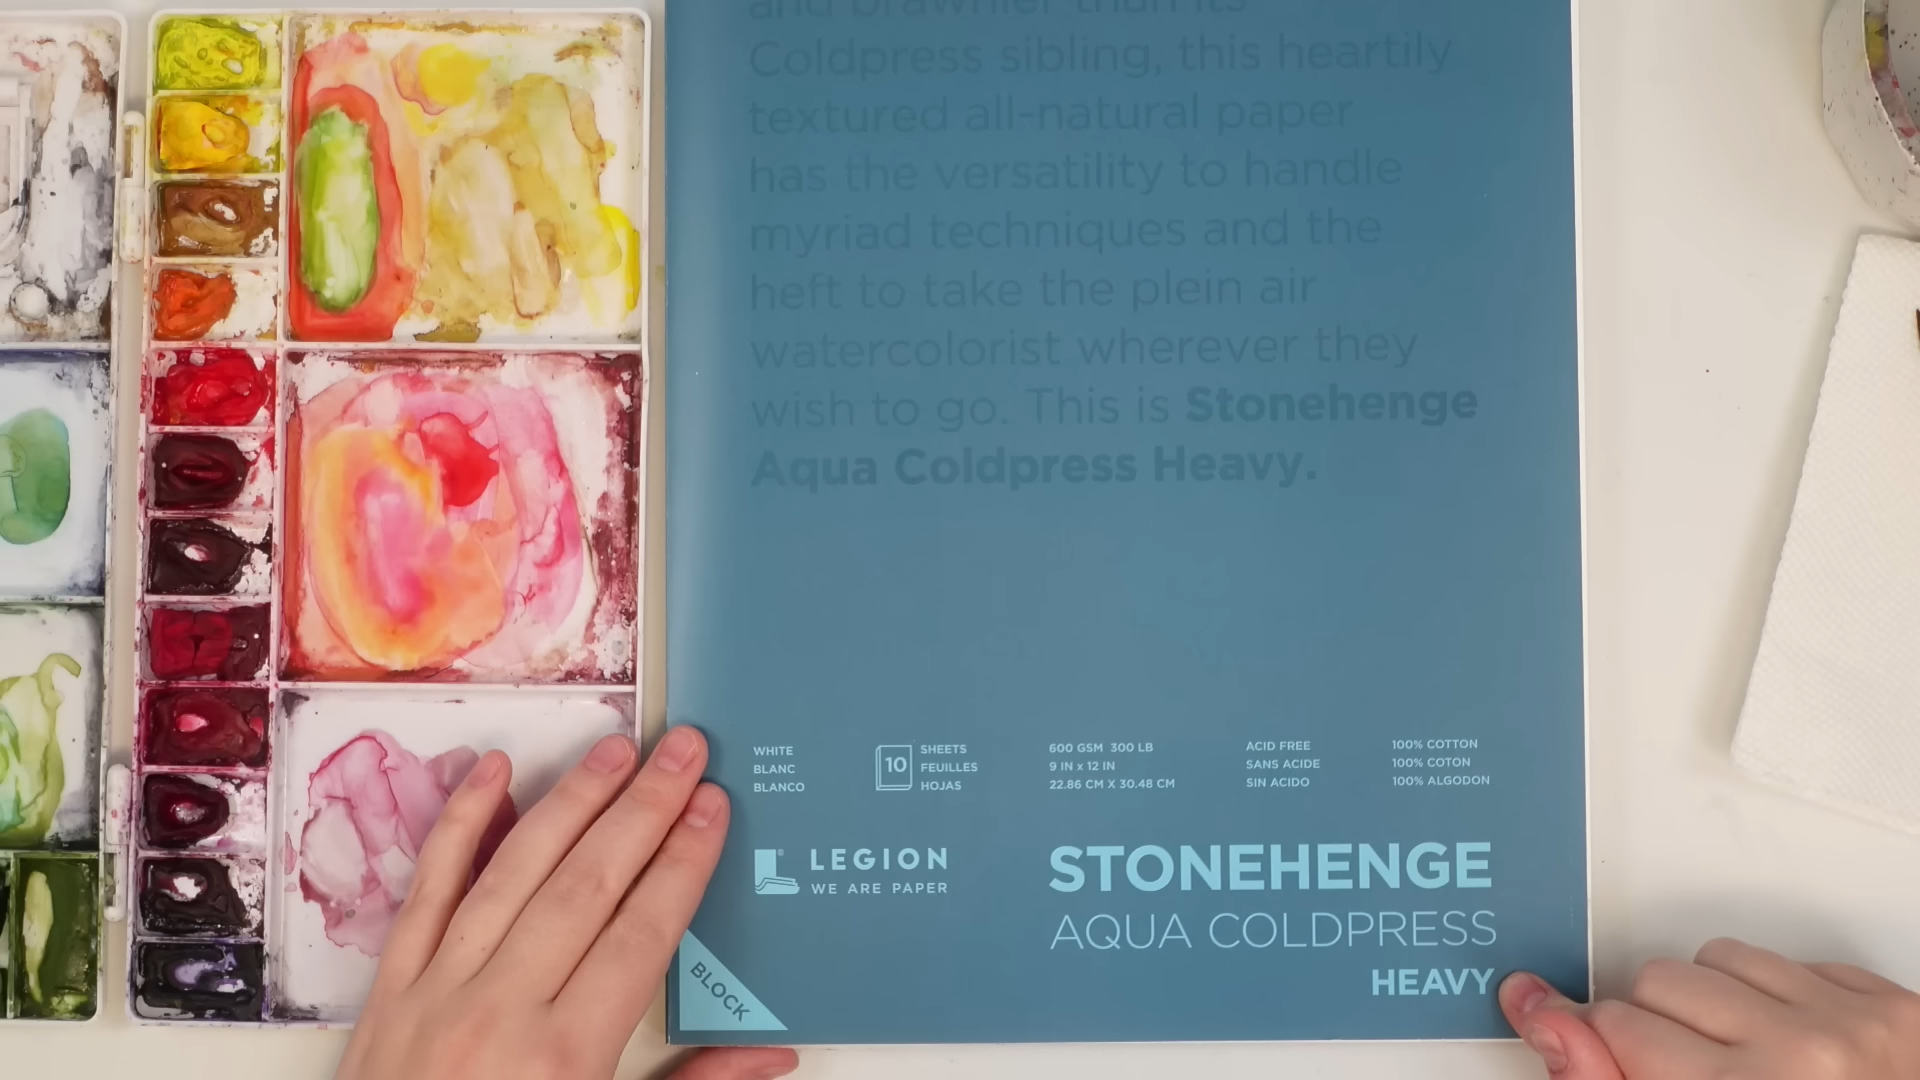 and brawnier than its
Coldpress sibling, this heartily
textured all-natural paper
has the versatility to handle
myriad techniques and the
heft to take the plein air
watercolorist wherever they
wish to go. This is Stonehenge
Aqua Coldpress Heavy.
WHITE
BLANC
BLANCO
10
SHEETS
FEUILLES
HOJAS
600 GSM 300 LB
9 IN x 12 IN
22.86 CM X 30.48 CM
ACID FREE
SANS ACIDE
SIN ACIDO
100% COTTON
100% COTON
100% ALGODON
LEGION
WE ARE PAPER
STONEHENGE
AQUA COLDPRESS
HEAVY
BLOCK